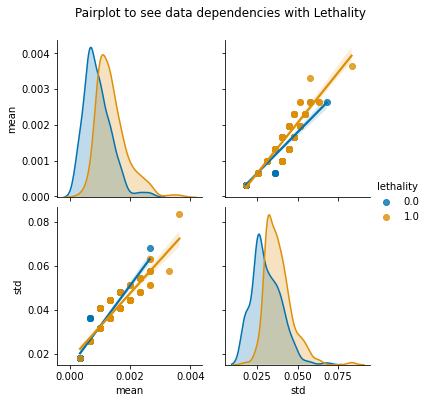 Pairplot to see data dependencies with Lethality
0.004
0.003
0.002
0.001
0.000
mean
lethality
0.0
1.0
0.08
0.06
0.04
0.02
std
0.000 0.002 0.004
mean
0.025 0.050 0.075
std